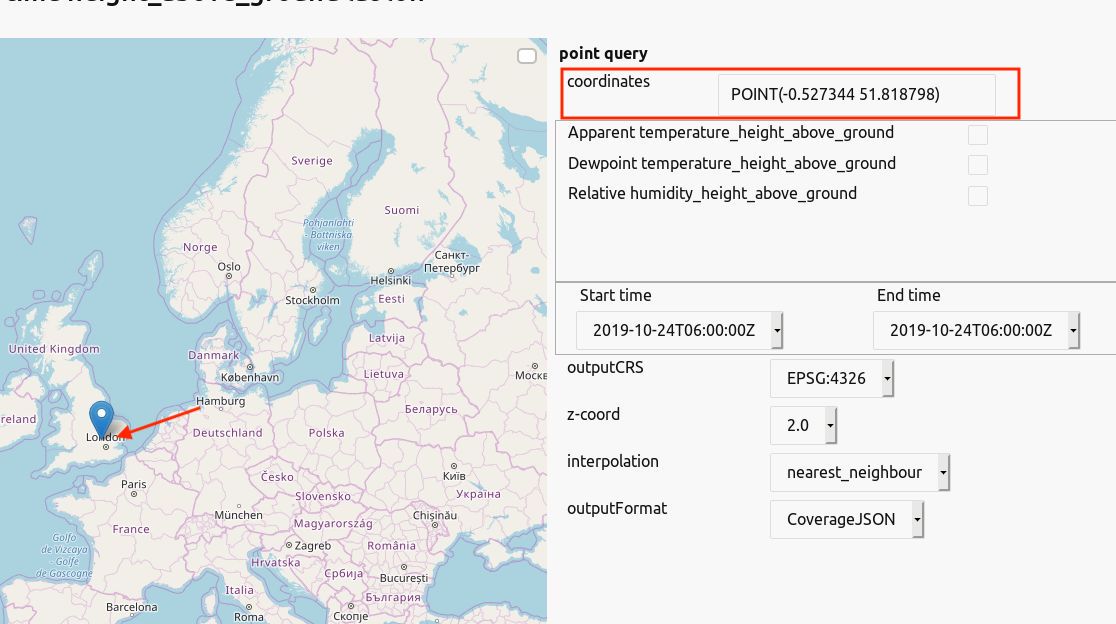 point query
coordinates
POINT(-0.527344 51.818798)
Apparent temperature_height_above_ground
Dewpoint temperature_height_above_ground
Relative humidity_height_above_ground
Start time
End time
2019-10-24T06:00:00Z
2019-10-24T06:00:00Z
outputCRS
EPSG:4326
z-coord
2.0
interpolation
nearest_neighbour
outputFormat
CoverageJSON
Sverige
Suomi
Pohjanlahti
- Bottniska
viken
Norge
Oslo
Санкт-
Петербург
Helsinki
Stockholm
Eesti
United Kingdom
Latvija
Danmark
København
Lietuva
Моск
Hamburg
Беларусь
reland
London
Deutschland
Polska
Paris
Česko
Київ
Slovensko
Україна
München
Magyarország
Chișinău
France
Golfo
de Vizcaya
- Golfe
de Gascogne
Zagreb
România
Hrvatska
Србија
București
Italia
България
Barcelona
Roma
Скопје